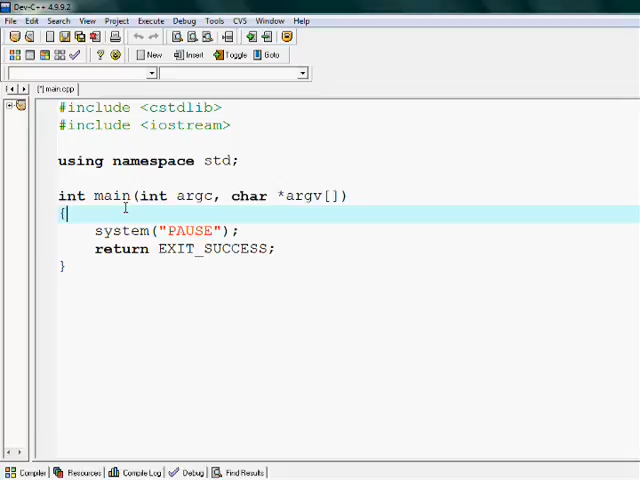 Dev-C++ 4.9.9.2
File Edit Search View Project Execute Debug Tools CVS Window Help
New Insert Toggle Goto
[*] main.cpp
#include <cstdlib>
#include <iostream>
using namespace std;
int main(int argc, char *argv[])
{
system("PAUSE");
return EXIT_SUCCESS;
}
Compiler Resources Compile Log Debug Find Results